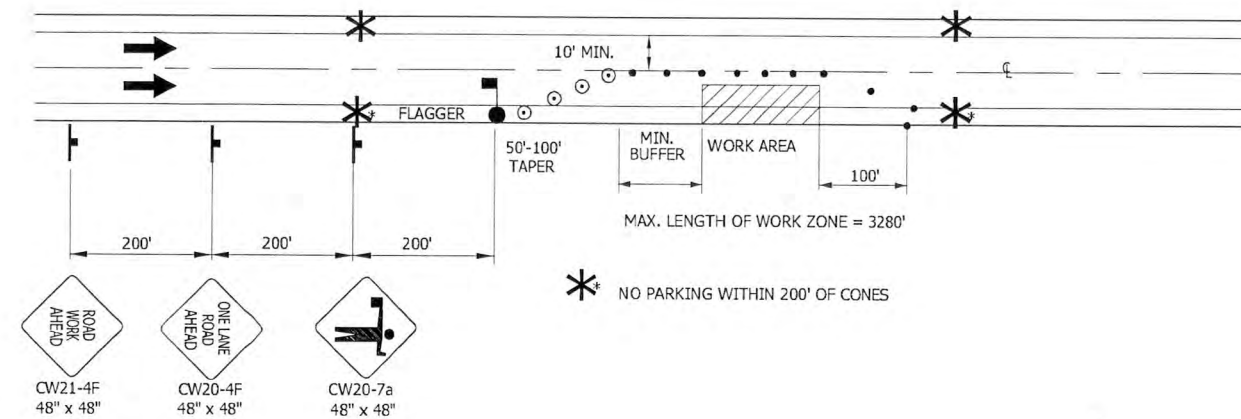 10' MIN.
℄
FLAGGER
50'-100'
TAPER
MIN.
BUFFER
WORK AREA
100'
MAX. LENGTH OF WORK ZONE = 3280'
200'
200'
200'
* NO PARKING WITHIN 200' OF CONES
ROAD
WORK
AHEAD
ONE LANE
ROAD
AHEAD
CW21-4F
48" x 48"
CW20-4F
48" x 48"
CW20-7a
48" x 48"